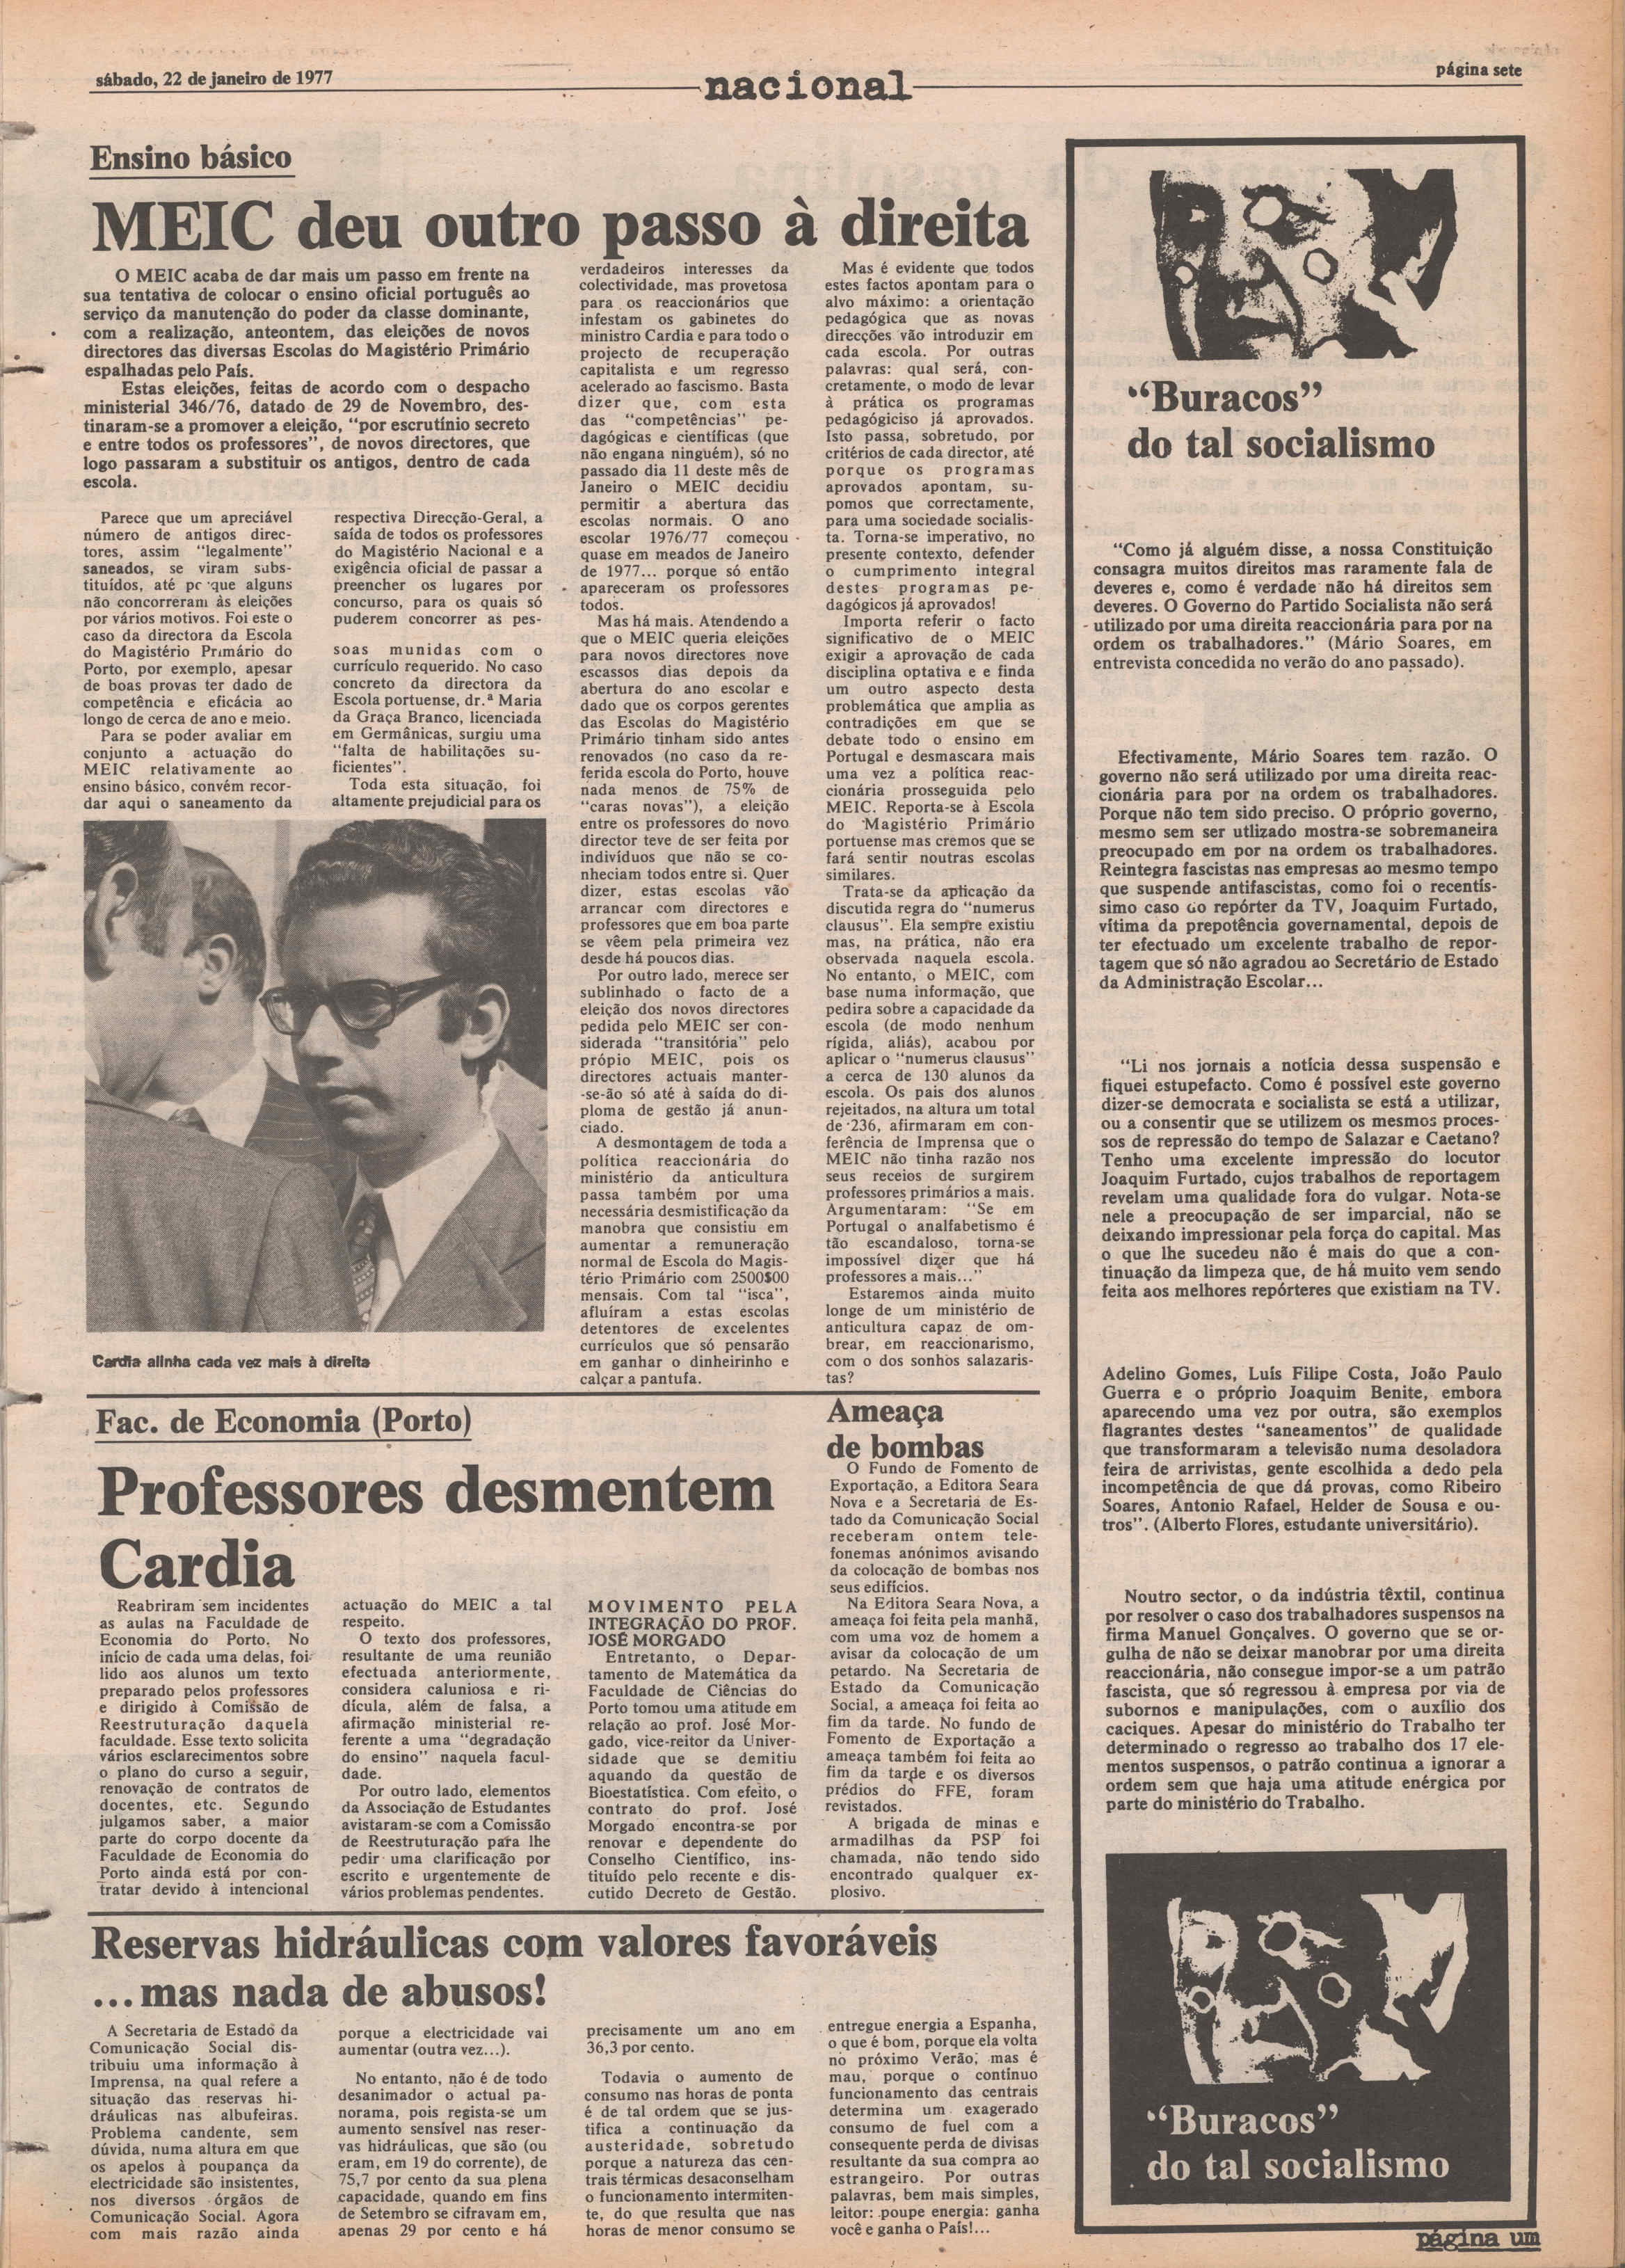 sábado, 22 de janeiro de 1977
nacional
página sete
Ensino básico
MEIC deu outro passo à direita
O MEIC acaba de dar mais um passo em frente na
sua tentativa de colocar o ensino oficial português ao
serviço da manutenção do poder da classe dominante,
com a realização, anteontem, das eleições de novos
directores das diversas Escolas do Magistério Primário
espalhadas pelo País.
Estas eleições, feitas de acordo com o despacho
ministerial 346/76, datado de 29 de Novembro, des-
tinaram-se a promover a eleição, "por escrutínio secreto
e entre todos os professores", de novos directores, que
logo passaram a substituir os antigos, dentro de cada
escola.
Parece que um apreciável
número de antigos direc-
tores, assim "legalmente"
saneados, se viram subs-
tituídos, até porque alguns
não concorreram às eleições
por vários motivos. Foi este o
caso da directora da Escola
do Magistério Primário do
Porto, por exemplo, apesar
de boas provas ter dado de
competência e eficácia ao
longo de cerca de ano e meio.
Para se poder avaliar em
conjunto a actuação do
MEIC relativamente ao
ensino básico, convém recor-
dar aqui o saneamento da
respectiva Direcção-Geral, a
saída de todos os professores
do Magistério Nacional e a
exigência oficial de passar a
preencher os lugares por
concurso, para os quais só
puderem concorrer as pes-
soas munidas com o
currículo requerido. No caso
concreto da directora da
Escola portuense, dr.ª Maria
da Graça Branco, licenciada
em Germânicas, surgiu uma
"falta de habilitações su-
ficientes".
Toda esta situação, foi
altamente prejudicial para os
Cardia alinha cada vez mais à direita
verdadeiros interesses da
colectividade, mas provetosa
para os reaccionários que
infestam os gabinetes do
ministro Cardia e para todo o
projecto de recuperação
capitalista e um regresso
acelerado ao fascismo. Basta
dizer que, com esta
das "competências" pe-
dagógicas e científicas (que
não engana ninguém), só no
passado dia 11 deste mês de
Janeiro o MEIC decidiu
permitir a abertura das
escolas normais. O ano
escolar 1976/77 começou
quase em meados de Janeiro
de 1977... porque só então
apareceram os professores
todos.
Mas há mais. Atendendo a
que o MEIC queria eleições
para novos directores nove
escassos dias depois da
abertura do ano escolar e
dado que os corpos gerentes
das Escolas do Magistério
Primário tinham sido antes
renovados (no caso da re-
ferida escola do Porto, houve
nada menos de 75% de
"caras novas"), a eleição
entre os professores do novo
director teve de ser feita por
indivíduos que não se co-
nheciam todos entre si. Quer
dizer, estas escolas vão
arrancar com directores e
professores que em boa parte
se vêem pela primeira vez
desde há poucos dias.
Por outro lado, merece ser
sublinhado o facto de a
eleição dos novos directores
pedida pelo MEIC ser con-
siderada "transitória" pelo
própio MEIC, pois os
directores actuais manter-
-se-ão só até à saída do di-
ploma de gestão já anun-
ciado.
A desmontagem de toda a
política reaccionária do
ministério da anticultura
passa também por uma
necessária desmistificação da
manobra que consistiu em
aumentar a remuneração
normal de Escola do Magis-
tério Primário com 2500$00
mensais. Com tal "isca",
afluíram a estas escolas
detentores de excelentes
currículos que só pensarão
em ganhar o dinheirinho e
calçar a pantufa.
Mas é evidente que todos
estes factos apontam para o
alvo máximo: a orientação
pedagógica que as novas
direcções vão introduzir em
cada escola. Por outras
palavras: qual será, con-
cretamente, o modo de levar
à prática os programas
pedagógiciso já aprovados.
Isto passa, sobretudo, por
critérios de cada director, até
porque os programas
aprovados apontam, su-
pomos que correctamente,
para uma sociedade socialis-
ta. Torna-se imperativo, no
presente contexto, defender
o cumprimento integral
destes programas pe-
dagógicos já aprovados!
Importa referir o facto
significativo de o MEIC
exigir a aprovação de cada
disciplina optativa e e finda
um outro aspecto desta
problemática que amplia as
contradições em que se
debate todo o ensino em
Portugal e desmascara mais
uma vez a política reac-
cionária prosseguida pelo
MEIC. Reporta-se à Escola
do Magistério Primário
portuense mas cremos que se
fará sentir noutras escolas
similares.
Trata-se da aplicação da
discutida regra do "numerus
clausus". Ela sempre existiu
mas, na prática, não era
observada naquela escola.
No entanto, o MEIC, com
base numa informação, que
pedira sobre a capacidade da
escola (de modo nenhum
rígida, aliás), acabou por
aplicar o "numerus clausus"
a cerca de 130 alunos da
escola. Os pais dos alunos
rejeitados, na altura um total
de 236, afirmaram em con-
ferência de Imprensa que o
MEIC não tinha razão nos
seus receios de surgirem
professores primários a mais.
Argumentaram: "Se em
Portugal o analfabetismo é
tão escandaloso, torna-se
impossível dizer que há
professores a mais..."
Estaremos ainda muito
longe de um ministério de
anticultura capaz de om-
brear, em reaccionarismo,
com o dos sonhos salazaris-
tas?
Fac. de Economia (Porto)
Professores desmentem
Cardia
Reabriram sem incidentes
as aulas na Faculdade de
Economia do Porto. No
início de cada uma delas, foi
lido aos alunos um texto
preparado pelos professores
e dirigido à Comissão de
Reestruturação daquela
faculdade. Esse texto solicita
vários esclarecimentos sobre
o plano do curso a seguir,
renovação de contratos de
docentes, etc. Segundo
julgamos saber, a maior
parte do corpo docente da
Faculdade de Economia do
Porto ainda está por con-
tratar devido à intencional
actuação do MEIC a tal
respeito.
O texto dos professores,
resultante de uma reunião
efectuada anteriormente,
considera caluniosa e ri-
dícula, além de falsa, a
afirmação ministerial re-
ferente a uma "degradação
do ensino" naquela facul-
dade.
Por outro lado, elementos
da Associação de Estudantes
avistaram-se com a Comissão
de Reestruturação para lhe
pedir uma clarificação por
escrito e urgentemente de
vários problemas pendentes.
MOVIMENTO PELA
INTEGRAÇÃO DO PROF.
JOSÉ MORGADO
Entretanto, o Depar-
tamento de Matemática da
Faculdade de Ciências do
Porto tomou uma atitude em
relação ao prof. José Mor-
gado, vice-reitor da Univer-
sidade que se demitiu
aquando da questão de
Bioestatística. Com efeito, o
contrato do prof. José
Morgado encontra-se por
renovar e dependente do
Conselho Científico, ins-
tituído pelo recente e dis-
cutido Decreto de Gestão.
Ameaça
de bombas
O Fundo de Fomento de
Exportação, a Editora Seara
Nova e a Secretaria de Es-
tado da Comunicação Social
receberam ontem tele-
fonemas anónimos avisando
da colocação de bombas nos
seus edifícios.
Na Editora Seara Nova, a
ameaça foi feita pela manhã,
com uma voz de homem a
avisar da colocação de um
petardo. Na Secretaria de
Estado da Comunicação
Social, a ameaça foi feita ao
fim da tarde. No fundo de
Fomento de Exportação a
ameaça também foi feita ao
fim da tarde e os diversos
prédios do FFE, foram
revistados.
A brigada de minas e
armadilhas da PSP foi
chamada, não tendo sido
encontrado qualquer ex-
plosivo.
Reservas hidráulicas com valores favoráveis
...mas nada de abusos!
A Secretaria de Estado da
Comunicação Social dis-
tribuiu uma informação à
Imprensa, na qual refere a
situação das reservas hi-
dráulicas nas albufeiras.
Problema candente, sem
dúvida, numa altura em que
os apelos à poupança da
electricidade são insistentes,
nos diversos órgãos de
Comunicação Social. Agora
com mais razão ainda
porque a electricidade vai
aumentar (outra vez...).
No entanto, não é de todo
desanimador o actual pa-
norama, pois regista-se um
aumento sensível nas reser-
vas hidráulicas, que são (ou
eram, em 19 do corrente), de
75,7 por cento da sua plena
capacidade, quando em fins
de Setembro se cifravam em,
apenas 29 por cento e há
precisamente um ano em
36,3 por cento.
Todavia o aumento de
consumo nas horas de ponta
é de tal ordem que se jus-
tifica a continuação da
austeridade, sobretudo
porque a natureza das cen-
trais térmicas desaconselham
o funcionamento intermiten-
te, do que resulta que nas
horas de menor consumo se
entregue energia a Espanha,
o que é bom, porque ela volta
no próximo Verão, mas é
mau, porque o contínuo
funcionamento das centrais
determina um exagerado
consumo de fuel com a
consequente perda de divisas
resultante da sua compra ao
estrangeiro. Por outras
palavras, bem mais simples,
leitor: poupe energia: ganha
você e ganha o País!...
"Buracos"
do tal socialismo
"Como já alguém disse, a nossa Constituição
consagra muitos direitos mas raramente fala de
deveres e, como é verdade não há direitos sem
deveres. O Governo do Partido Socialista não será
utilizado por uma direita reaccionária para por na
ordem os trabalhadores." (Mário Soares, em
entrevista concedida no verão do ano passado).
Efectivamente, Mário Soares tem razão. O
governo não será utilizado por uma direita reac-
cionária para por na ordem os trabalhadores.
Porque não tem sido preciso. O próprio governo,
mesmo sem ser utlizado mostra-se sobremaneira
preocupado em por na ordem os trabalhadores.
Reintegra fascistas nas empresas ao mesmo tempo
que suspende antifascistas, como foi o recentís-
simo caso do repórter da TV, Joaquim Furtado,
vítima da prepotência governamental, depois de
ter efectuado um excelente trabalho de repor-
tagem que só não agradou ao Secretário de Estado
da Administração Escolar...
"Li nos jornais a notícia dessa suspensão e
fiquei estupefacto. Como é possível este governo
dizer-se democrata e socialista se está a utilizar,
ou a consentir que se utilizem os mesmos proces-
sos de repressão do tempo de Salazar e Caetano?
Tenho uma excelente impressão do locutor
Joaquim Furtado, cujos trabalhos de reportagem
revelam uma qualidade fora do vulgar. Nota-se
nele a preocupação de ser imparcial, não se
deixando impressionar pela força do capital. Mas
o que lhe sucedeu não é mais do que a con-
tinuação da limpeza que, de há muito vem sendo
feita aos melhores repórteres que existiam na TV.
Adelino Gomes, Luís Filipe Costa, João Paulo
Guerra e o próprio Joaquim Benite, embora
aparecendo uma vez por outra, são exemplos
flagrantes destes "saneamentos" de qualidade
que transformaram a televisão numa desoladora
feira de arrivistas, gente escolhida a dedo pela
incompetência de que dá provas, como Ribeiro
Soares, Antonio Rafael, Helder de Sousa e ou-
tros". (Alberto Flores, estudante universitário).
Noutro sector, o da indústria têxtil, continua
por resolver o caso dos trabalhadores suspensos na
firma Manuel Gonçalves. O governo que se or-
gulha de não se deixar manobrar por uma direita
reaccionária, não consegue impor-se a um patrão
fascista, que só regressou à empresa por via de
subornos e manipulações, com o auxílio dos
caciques. Apesar do ministério do Trabalho ter
determinado o regresso ao trabalho dos 17 ele-
mentos suspensos, o patrão continua a ignorar a
ordem sem que haja uma atitude enérgica por
parte do ministério do Trabalho.
"Buracos"
do tal socialismo
página um